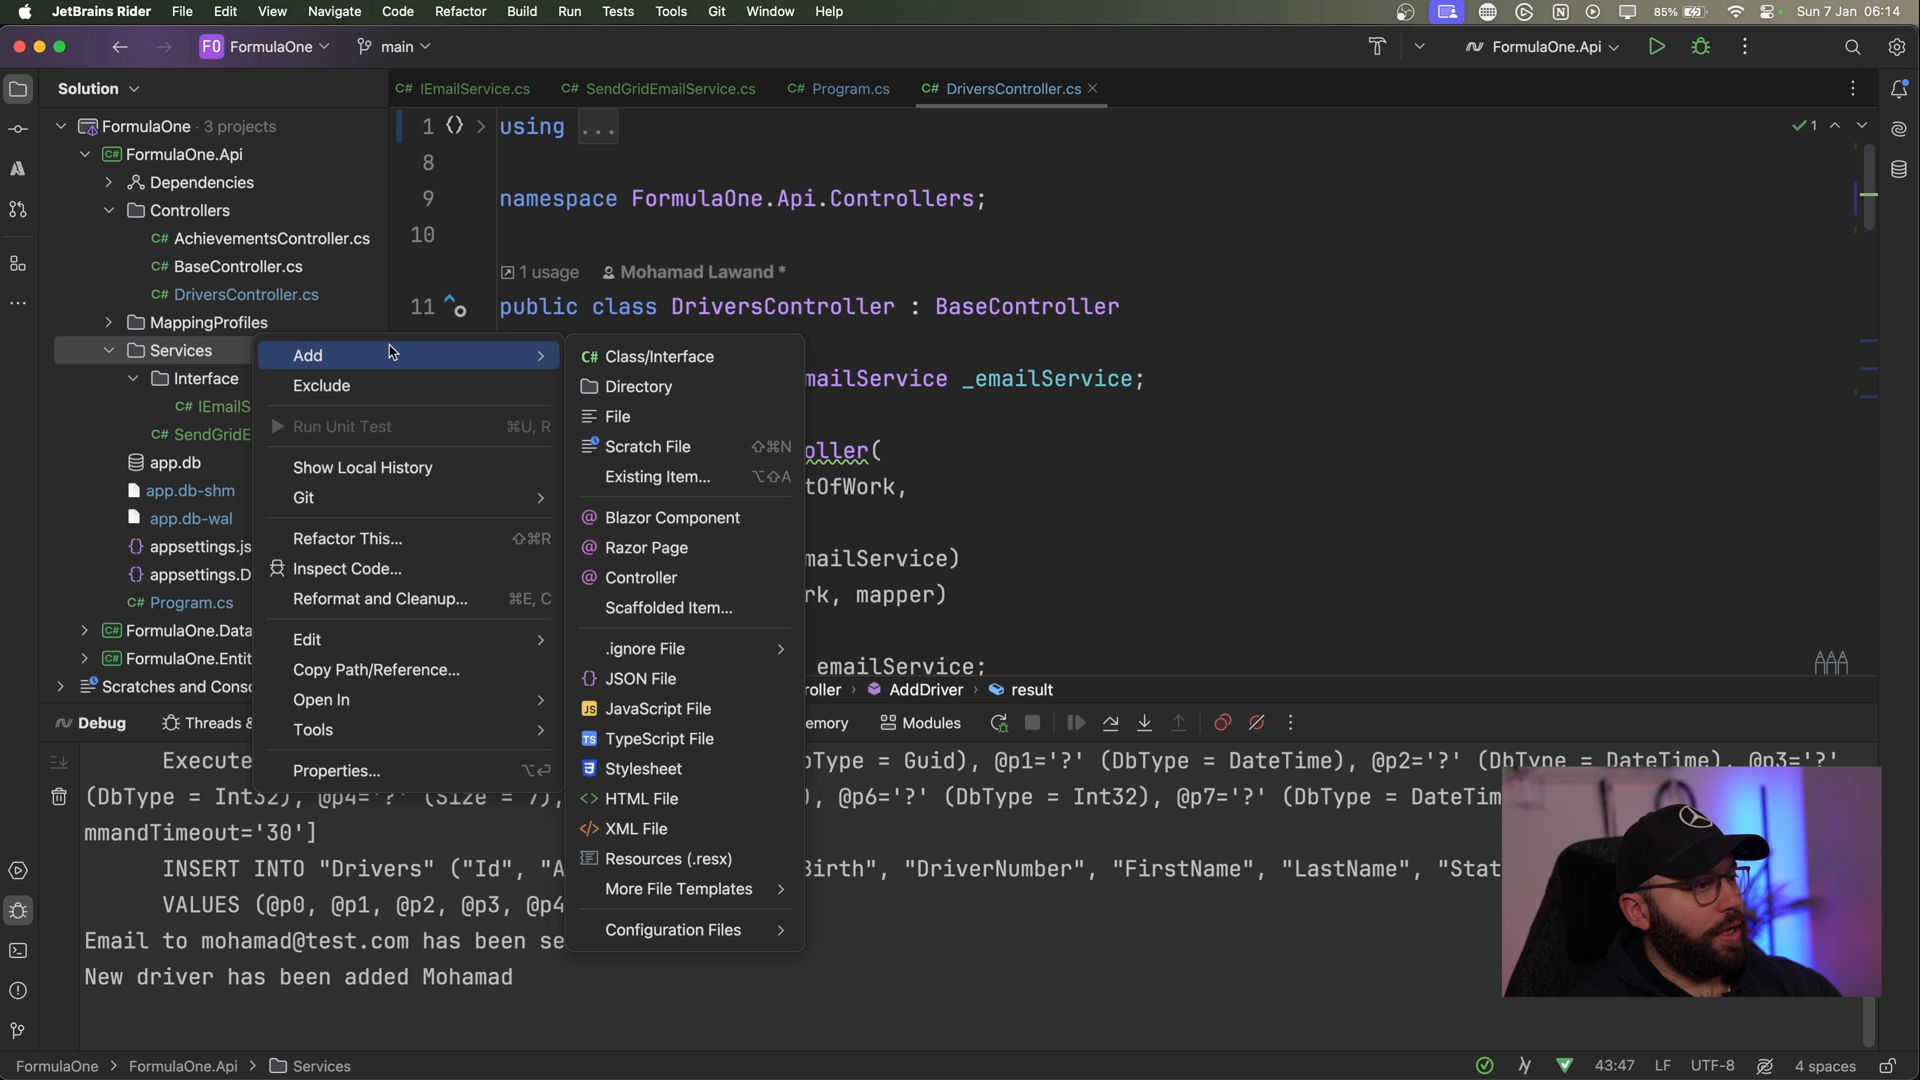 JetBrains Rider File Edit View Navigate Code Refactor Build Run Tests Tools Git Window Help 85% Sun 7 Jan 06:14
FO FormulaOne main FormulaOne.Api
Solution
C# IEmailService.cs C# SendGridEmailService.cs C# Program.cs C# DriversController.cs
FormulaOne · 3 projects
C# FormulaOne.Api
Dependencies
Controllers
C# AchievementsController.cs
C# BaseController.cs
C# DriversController.cs
MappingProfiles
Services
Interface
C# IEmailS
C# SendGridE
app.db
app.db-shm
app.db-wal
{} appsettings.js
{} appsettings.D
C# Program.cs
C# FormulaOne.Data
C# FormulaOne.Entit
Scratches and Conso
1 {} > using ...
1
8
9 namespace FormulaOne.Api.Controllers;
10
1 usage Mohamad Lawand *
11 public class DriversController : BaseController
mailService _emailService;
oller(
tOfWork,
mailService)
rk, mapper)
emailService;
Add
Exclude
Run Unit Test ⌘U, R
Show Local History
Git
Refactor This... ⇧⌘R
Inspect Code...
Reformat and Cleanup... ⌘E, C
Edit
Copy Path/Reference...
Open In
Tools
Properties... ⌥⏎
C# Class/Interface
Directory
File
Scratch File ⇧⌘N
Existing Item... ⌥⇧A
@ Blazor Component
@ Razor Page
@ Controller
Scaffolded Item...
.ignore File
{} JSON File
JS JavaScript File
TS TypeScript File
Stylesheet
<> HTML File
</> XML File
Resources (.resx)
More File Templates
Configuration Files
roller › AddDriver › result
Debug Threads & emory Modules
Execute pType = Guid), @p1='?' (DbType = DateTime), @p2='?' (DbType = DateTime), @p3='?'
(DbType = Int32), @p4='?' (Size = 7), ), @p6='?' (DbType = Int32), @p7='?' (DbType = DateTim
mmandTimeout='30']
INSERT INTO "Drivers" ("Id", "A Birth", "DriverNumber", "FirstName", "LastName", "Stat
VALUES (@p0, @p1, @p2, @p3, @p4
Email to mohamad@test.com has been se
New driver has been added Mohamad
FormulaOne > FormulaOne.Api > Services 43:47 LF UTF-8 4 spaces